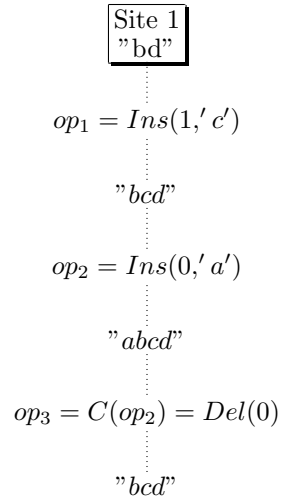 Site 1
"bd"
op₁ = Ins(1,′ c′)
"bcd"
op₂ = Ins(0,′ a′)
"abcd"
op₃ = C(op₂) = Del(0)
"bcd"